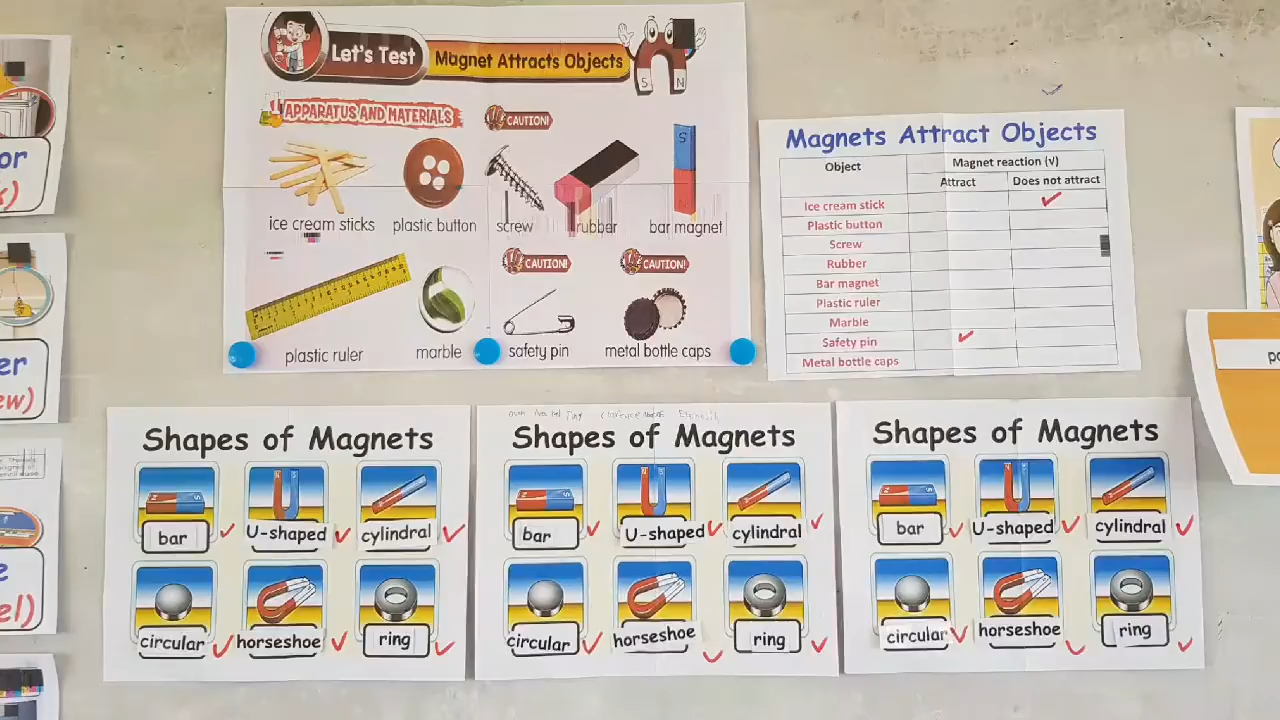 Let's Test
Magnet Attracts Objects
S N
APPARATUS AND MATERIALS
CAUTION!
S
ice cream sticks plastic button screw rubber bar magnet
CAUTION! CAUTION!
plastic ruler marble safety pin metal bottle caps
Magnets Attract Objects
Object Magnet reaction (√)
Attract Does not attract
Ice cream stick ✓
Plastic button
Screw
Rubber
Bar magnet
Plastic ruler
Marble
Safety pin ✓
Metal bottle caps
or
er
ew)
e
el)
Shapes of Magnets
bar ✓ U-shaped ✓ cylindral ✓
circular ✓ horseshoe ✓ ring ✓
Shapes of Magnets
bar ✓ U-shaped ✓ cylindral ✓
circular ✓ horseshoe ✓ ring ✓
Shapes of Magnets
bar ✓ U-shaped ✓ cylindral ✓
circular ✓ horseshoe ✓ ring ✓